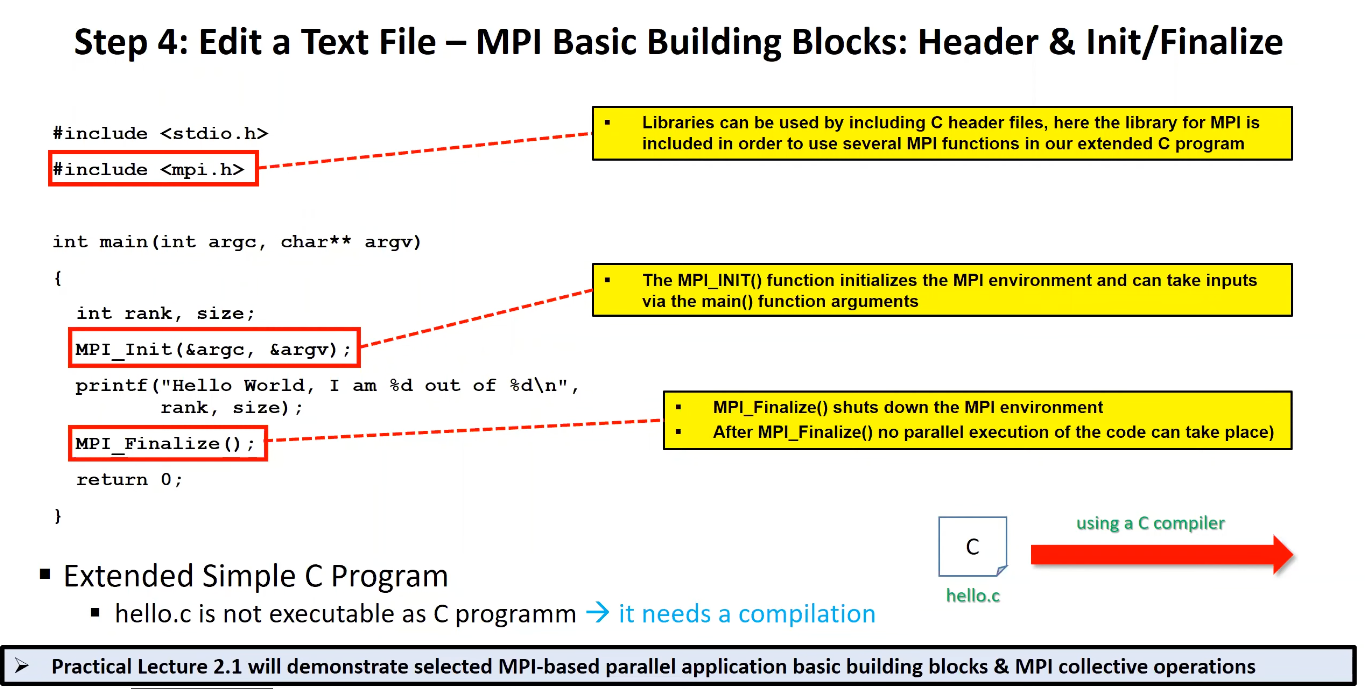 Step 4: Edit a Text File – MPI Basic Building Blocks: Header & Init/Finalize
#include <stdio.h>
#include <mpi.h>
▪ Libraries can be used by including C header files, here the library for MPI is
included in order to use several MPI functions in our extended C program
int main(int argc, char** argv)
{
int rank, size;
MPI_Init(&argc, &argv);
▪ The MPI_INIT() function initializes the MPI environment and can take inputs
via the main() function arguments
printf("Hello World, I am %d out of %d\n",
rank, size);
MPI_Finalize();
▪ MPI_Finalize() shuts down the MPI environment
▪ After MPI_Finalize() no parallel execution of the code can take place)
return 0;
}
C
hello.c
using a C compiler
▪ Extended Simple C Program
▪ hello.c is not executable as C programm → it needs a compilation
➢ Practical Lecture 2.1 will demonstrate selected MPI-based parallel application basic building blocks & MPI collective operations